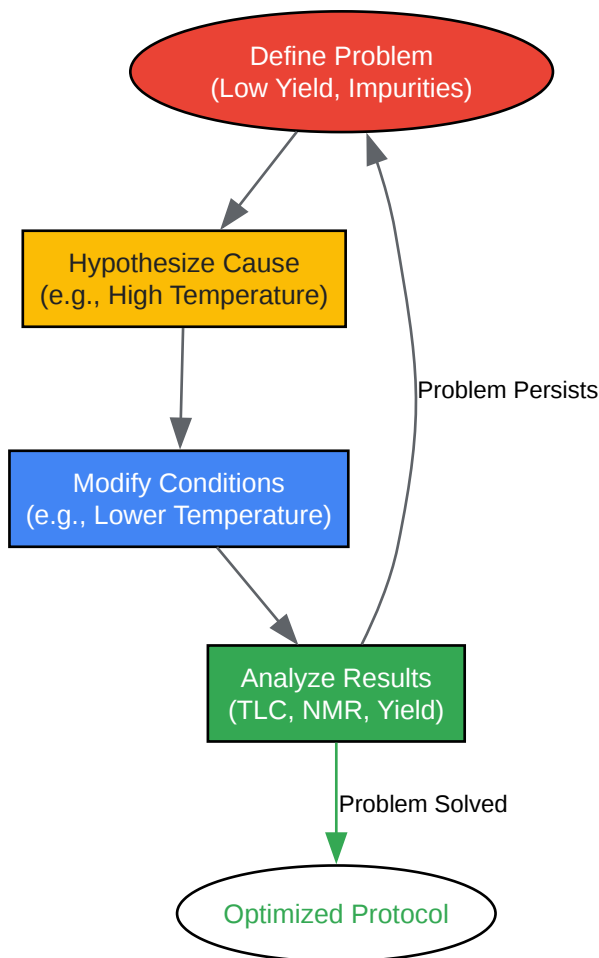 Define Problem
(Low Yield, Impurities)
Hypothesize Cause
(e.g., High Temperature)
Problem Persists
Modify Conditions
(e.g., Lower Temperature)
Analyze Results
(TLC, NMR, Yield)
Problem Solved
Optimized Protocol